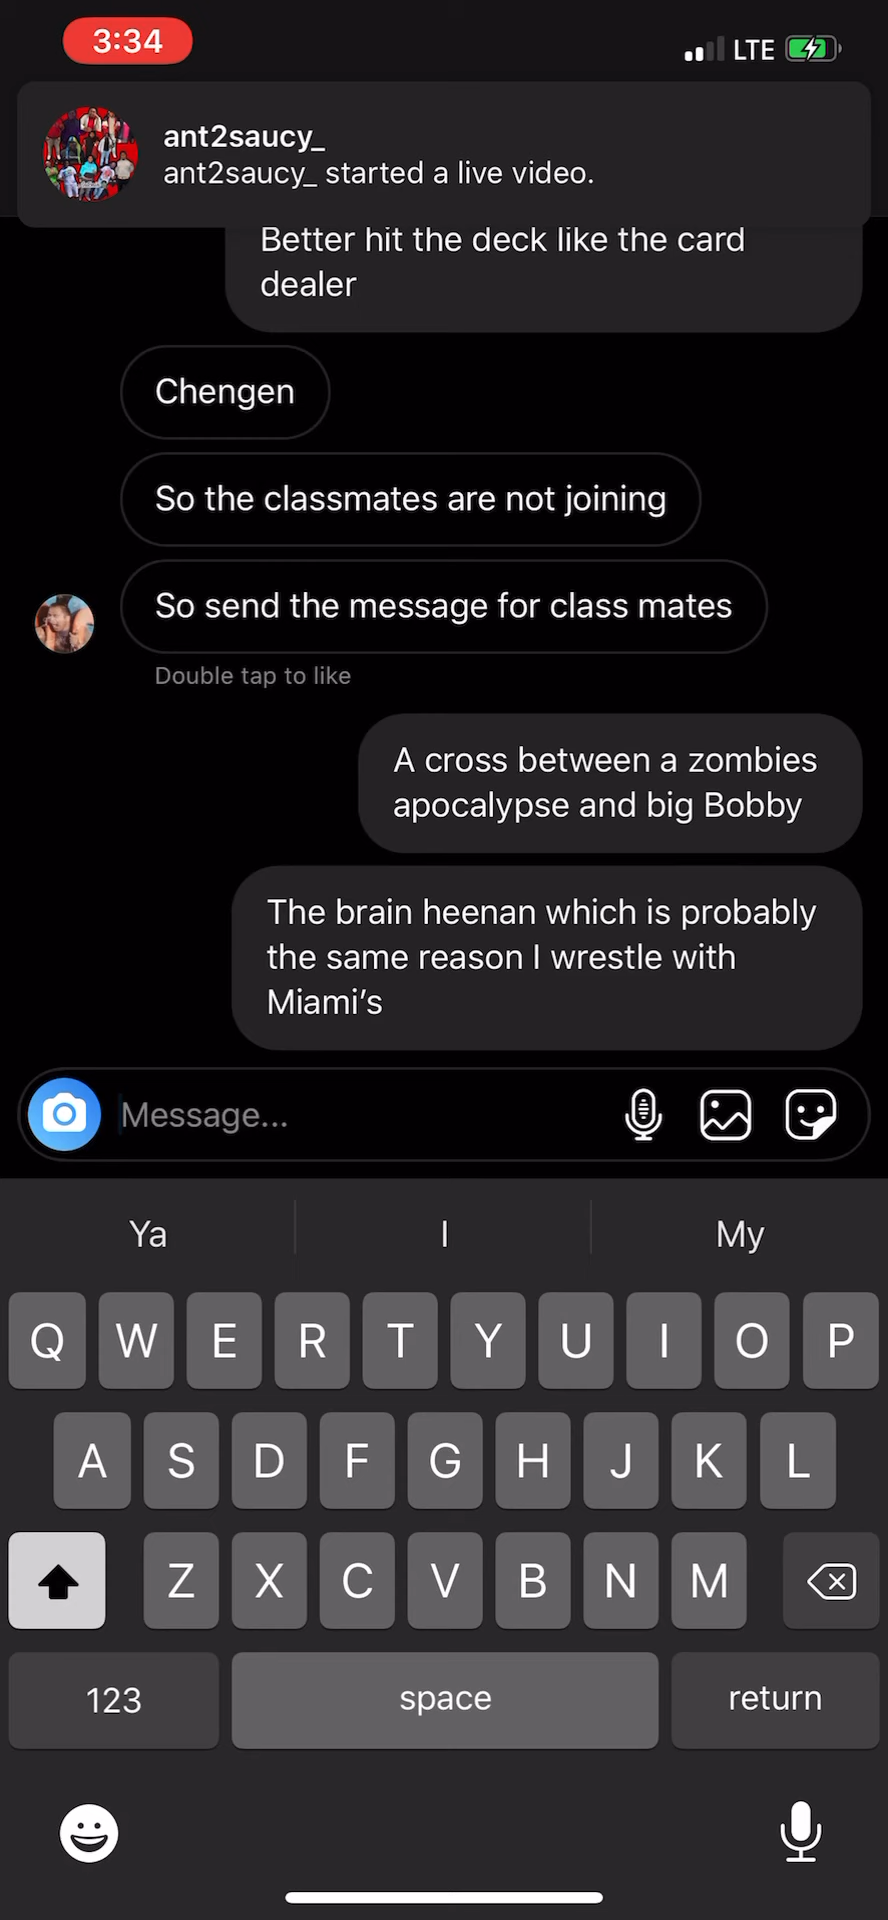 3:34
LTE
ant2saucy_
ant2saucy_ started a live video.
Better hit the deck like the card
dealer
Chengen
So the classmates are not joining
So send the message for class mates
Double tap to like
A cross between a zombies
apocalypse and big Bobby
The brain heenan which is probably
the same reason I wrestle with
Miami’s
Message...
Ya I My
Q W E R T Y U I O P
A S D F G H J K L
Z X C V B N M
123 space return